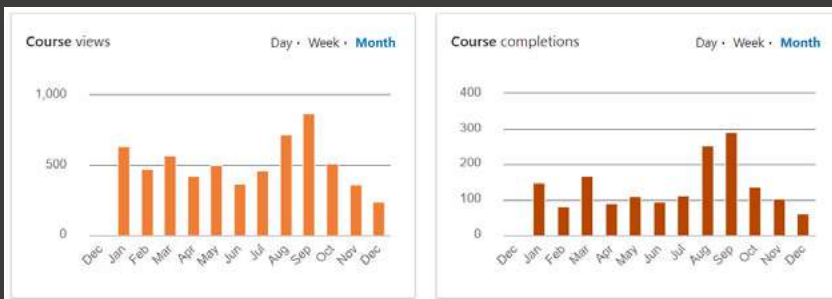 Course views
Day · Week · Month
1,000
500
0
Dec Jan Feb Mar Apr May Jun Jul Aug Sep Oct Nov Dec
Course completions
Day · Week · Month
400
300
200
100
0
Dec Jan Feb Mar Apr May Jun Jul Aug Sep Oct Nov Dec